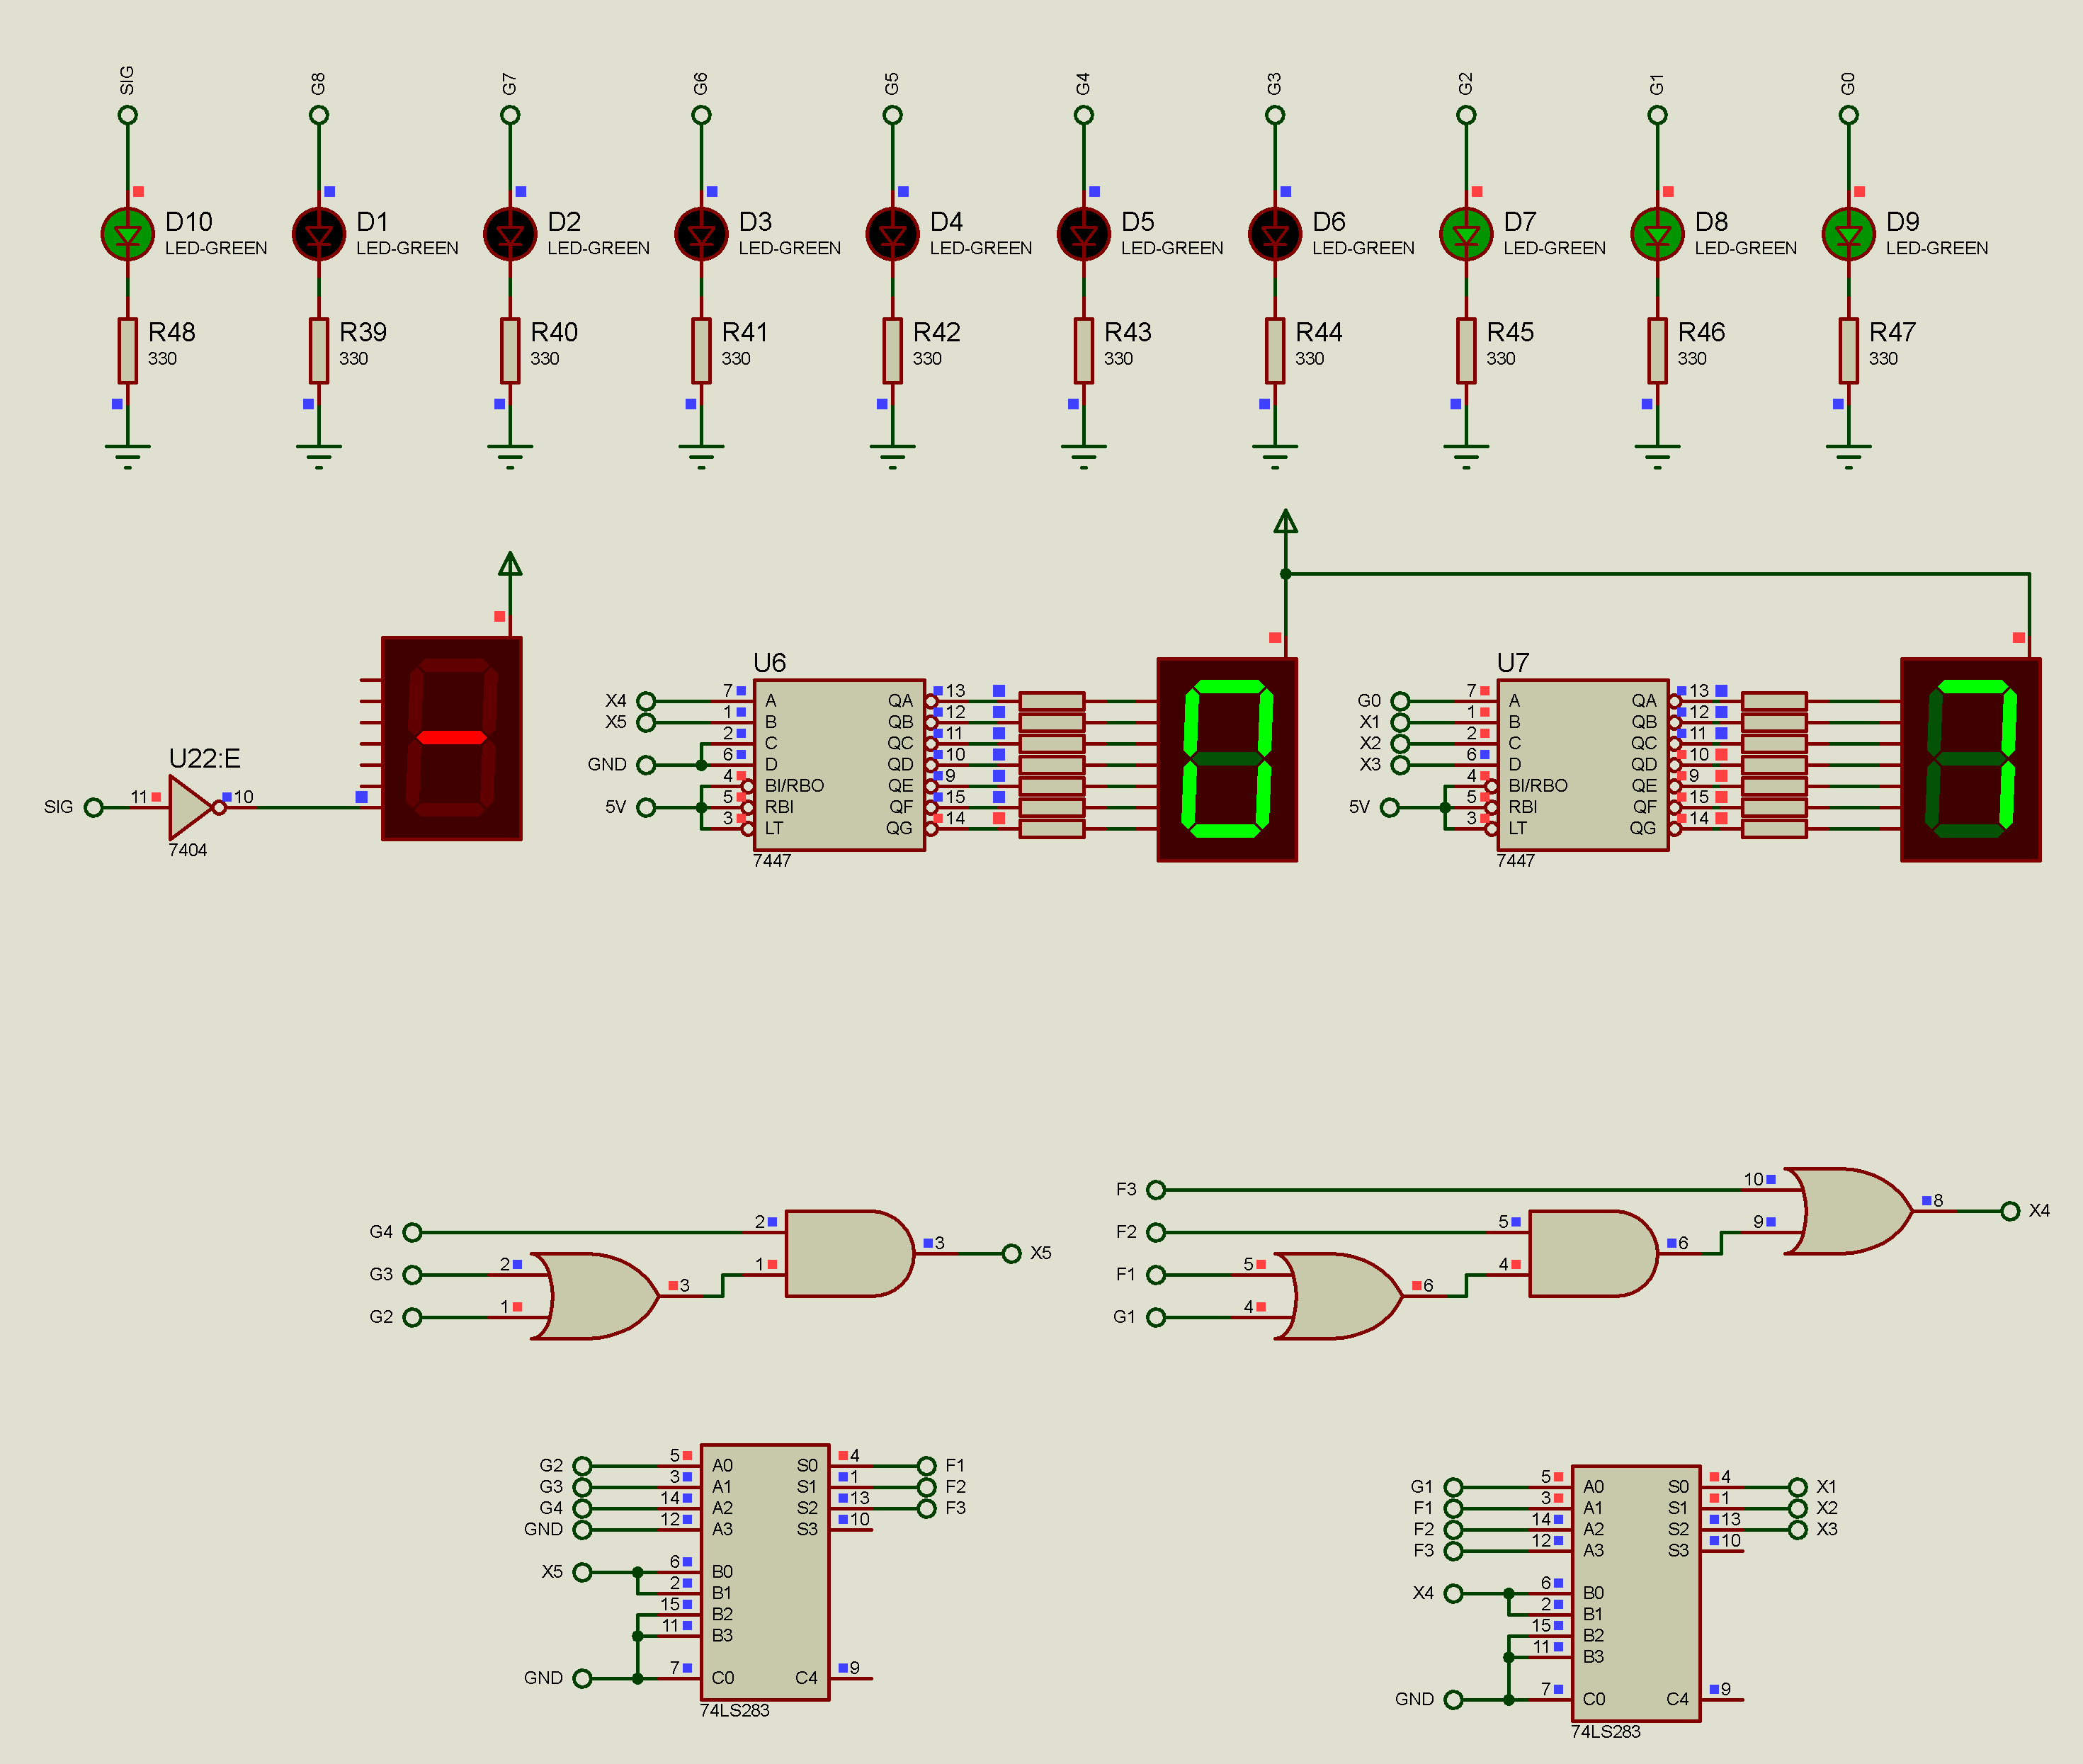 SIG G8 G7 G6 G5 G4 G3 G2 G1 G0
D10 D1 D2 D3 D4 D5 D6 D7 D8 D9
LED-GREEN LED-GREEN LED-GREEN LED-GREEN LED-GREEN LED-GREEN LED-GREEN LED-GREEN LED-GREEN LED-GREEN
R48 R39 R40 R41 R42 R43 R44 R45 R46 R47
330 330 330 330 330 330 330 330 330 330
U22:E
SIG 11 10
7404
U6
X4 7 A QA 13
X5 1 B QB 12
2 C QC 11
GND 6 D QD 10
4 BI/RBO QE 9
5V 5 RBI QF 15
3 LT QG 14
7447
0
U7
G0 7 A QA 13
X1 1 B QB 12
X2 2 C QC 11
X3 6 D QD 10
4 BI/RBO QE 9
5V 5 RBI QF 15
3 LT QG 14
7447
7
G4 2
3 X5
G3 2 1
3
G2 1
F3 10
8 X4
F2 5 9
6
F1 5 4
6
G1 4
G2 5 A0 S0 4 F1
G3 3 A1 S1 1 F2
G4 14 A2 S2 13 F3
GND 12 A3 S3 10
X5 6 B0
2 B1
15 B2
11 B3
GND 7 C0 C4 9
74LS283
G1 5 A0 S0 4 X1
F1 3 A1 S1 1 X2
F2 14 A2 S2 13 X3
F3 12 A3 S3 10
X4 6 B0
2 B1
15 B2
11 B3
GND 7 C0 C4 9
74LS283